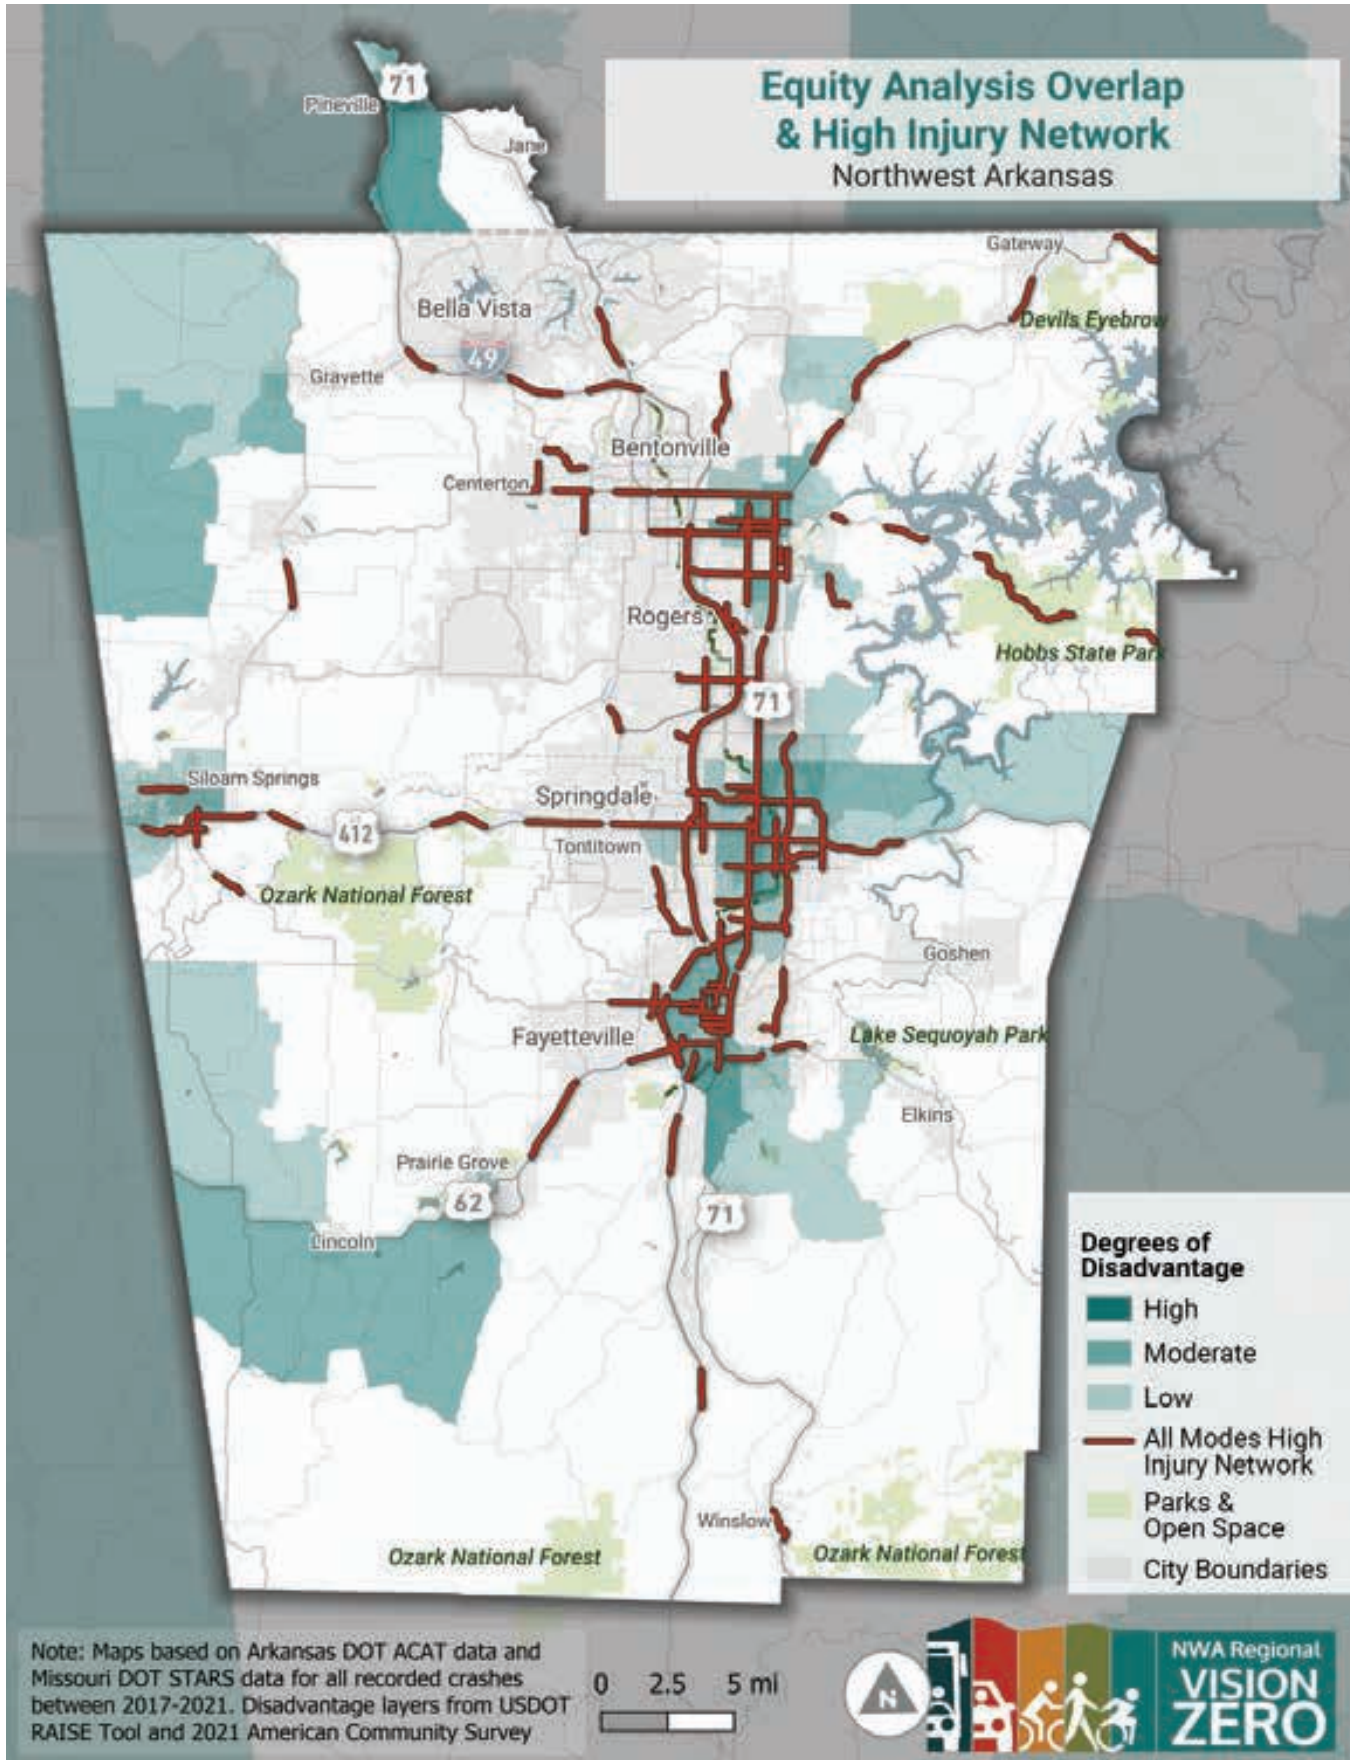 Equity Analysis Overlap
& High Injury Network
Northwest Arkansas
71
Pineville
Jane
Gateway
Bella Vista
Devils Eyebrow
49
Gravette
Bentonville
Centerton
Rogers
Hobbs State Park
71
Siloam Springs
Springdale
412
Tontitown
Ozark National Forest
Goshen
Fayetteville
Lake Sequoyah Park
Elkins
Prairie Grove
62
71
Lincoln
Winslow
Ozark National Forest
Ozark National Forest
Degrees of
Disadvantage
High
Moderate
Low
All Modes High
Injury Network
Parks &
Open Space
City Boundaries
Note: Maps based on Arkansas DOT ACAT data and
Missouri DOT STARS data for all recorded crashes
between 2017-2021. Disadvantage layers from USDOT
RAISE Tool and 2021 American Community Survey
0 2.5 5 mi
N
NWA Regional
VISION
ZERO